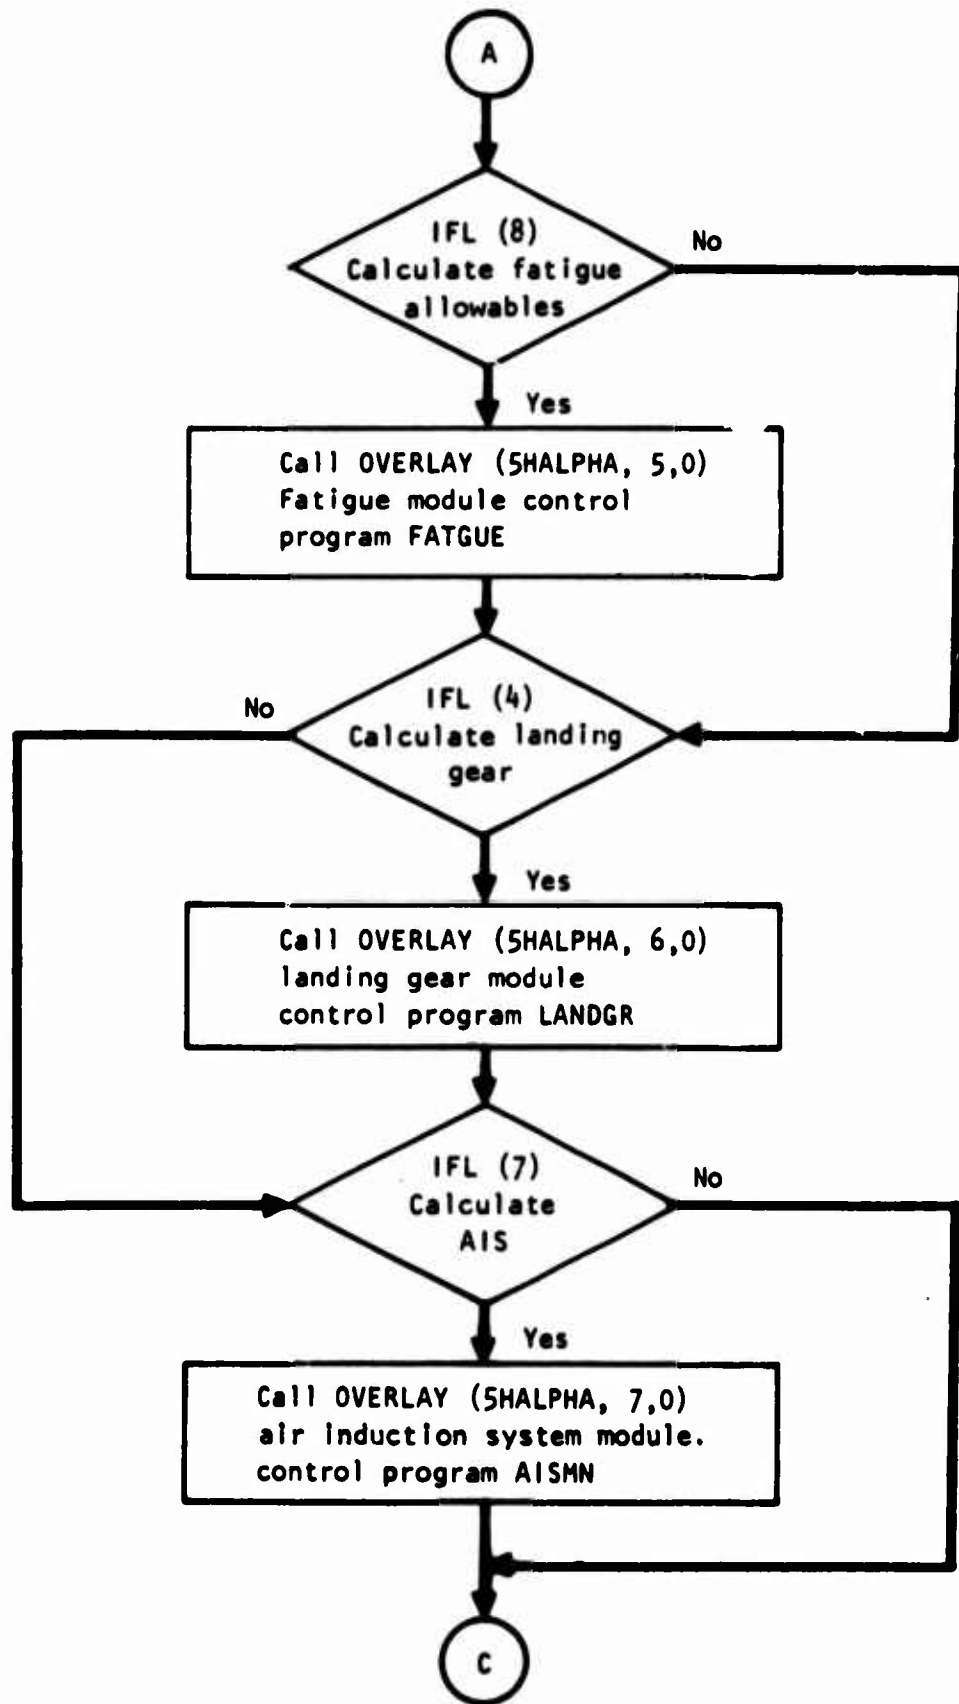 A
IFL (8)
Calculate fatigue
allowables
No
Yes
Call OVERLAY (5HALPHA, 5,0)
Fatigue module control
program FATGUE
No
IFL (4)
Calculate landing
gear
Yes
Call OVERLAY (5HALPHA, 6,0)
landing gear module
control program LANDGR
IFL (7)
Calculate
AIS
No
Yes
Call OVERLAY (5HALPHA, 7,0)
air induction system module.
control program AISMN
C